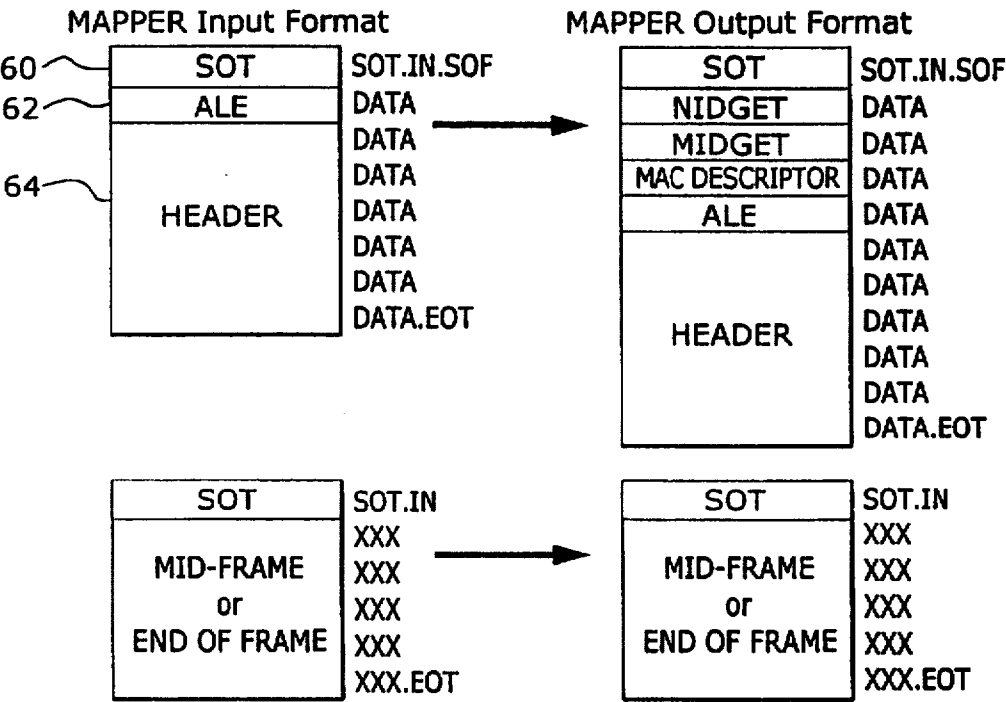 MAPPER Input Format
60
SOT
SOT.IN.SOF
62
ALE
DATA
DATA
DATA
64
HEADER
DATA
DATA
DATA
DATA.EOT
MAPPER Output Format
SOT
SOT.IN.SOF
NIDGET
DATA
MIDGET
DATA
MAC DESCRIPTOR
DATA
ALE
DATA
DATA
DATA
HEADER
DATA
DATA
DATA
DATA.EOT
SOT
SOT.IN
XXX
MID-FRAME
XXX
or
XXX
END OF FRAME
XXX
XXX.EOT
SOT
SOT.IN
XXX
MID-FRAME
XXX
or
XXX
END OF FRAME
XXX
XXX.EOT